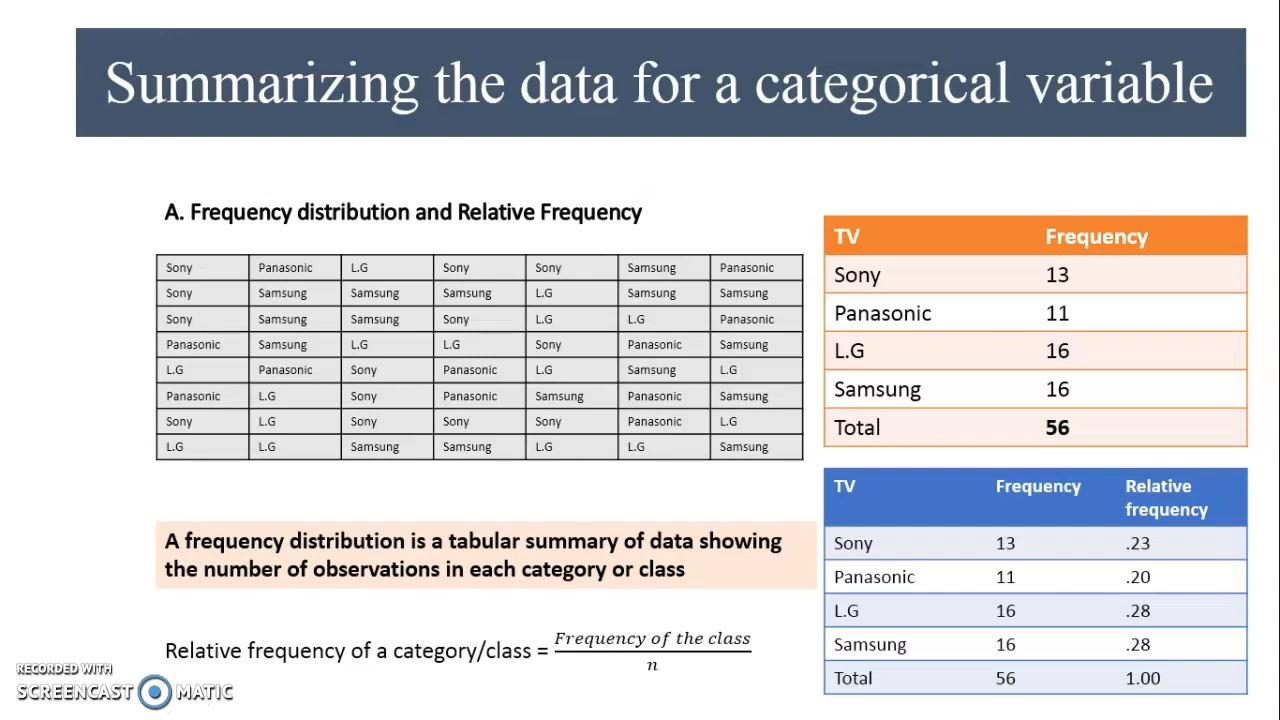 Summarizing the data for a categorical variable
A. Frequency distribution and Relative Frequency
Sony Panasonic L.G Sony Sony Samsung Panasonic
Sony Samsung Samsung Samsung L.G Samsung Samsung
Sony Samsung Samsung Sony L.G L.G Panasonic
Panasonic Samsung L.G L.G Sony Panasonic Samsung
L.G Panasonic Sony Panasonic L.G Samsung L.G
Panasonic L.G Sony Panasonic Samsung Panasonic Samsung
Sony L.G Sony Sony Sony Panasonic L.G
L.G L.G Samsung Samsung L.G L.G Samsung
A frequency distribution is a tabular summary of data showing
the number of observations in each category or class
Relative frequency of a category/class = Frequency of the class / n
TV Frequency
Sony 13
Panasonic 11
L.G 16
Samsung 16
Total 56
TV Frequency Relative
frequency
Sony 13 .23
Panasonic 11 .20
L.G 16 .28
Samsung 16 .28
Total 56 1.00
RECORDED WITH
SCREENCAST MATIC